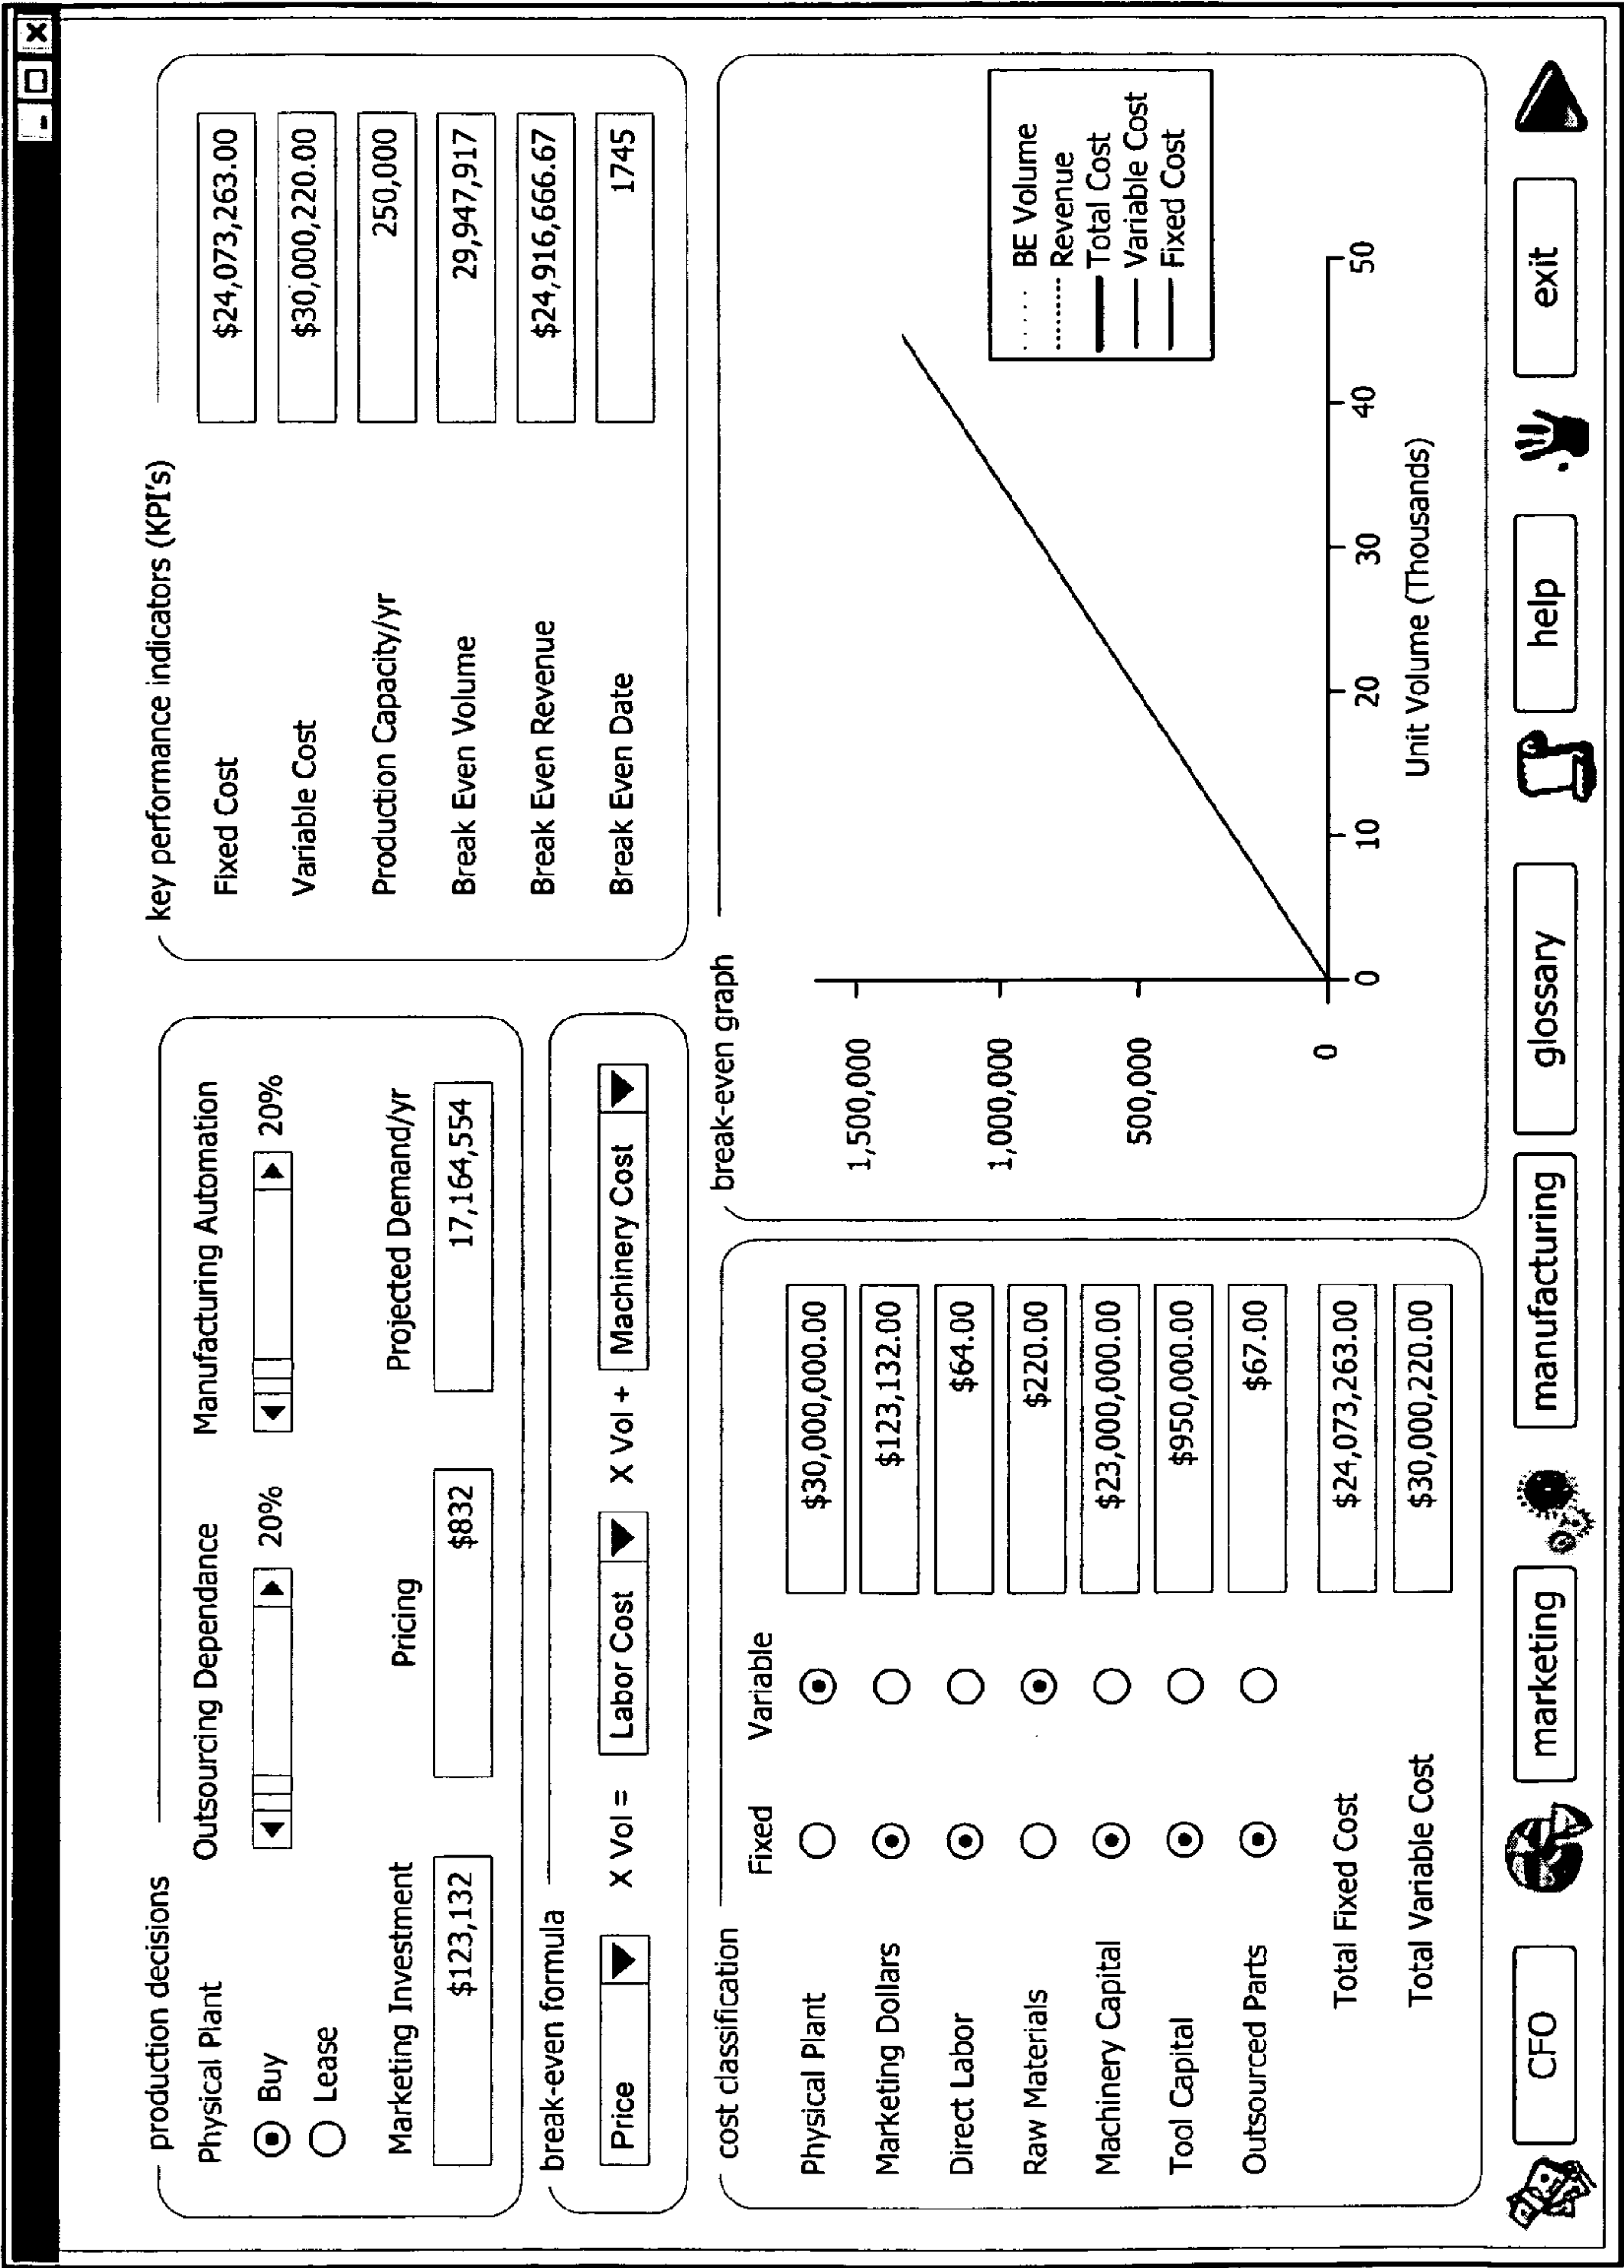 production decisions
Physical Plant
Buy
Lease
Outsourcing Dependance
20%
Manufacturing Automation
20%
Marketing Investment
$123,132
Pricing
$832
Projected Demand/yr
17,164,554
break-even formula
Price X Vol = Labor Cost X Vol + Machinery Cost
key performance indicators (KPI's)
Fixed Cost $24,073,263.00
Variable Cost $30,000,220.00
Production Capacity/yr 250,000
Break Even Volume 29,947,917
Break Even Revenue $24,916,666.67
Break Even Date 1745
cost classification
Fixed Variable
Physical Plant $30,000,000.00
Marketing Dollars $123,132.00
Direct Labor $64.00
Raw Materials $220.00
Machinery Capital $23,000,000.00
Tool Capital $950,000.00
Outsourced Parts $67.00
Total Fixed Cost $24,073,263.00
Total Variable Cost $30,000,220.00
break-even graph
1,500,000
1,000,000
500,000
0
0 10 20 30 40 50
Unit Volume (Thousands)
BE Volume
Revenue
Total Cost
Variable Cost
Fixed Cost
CFO marketing manufacturing glossary help exit